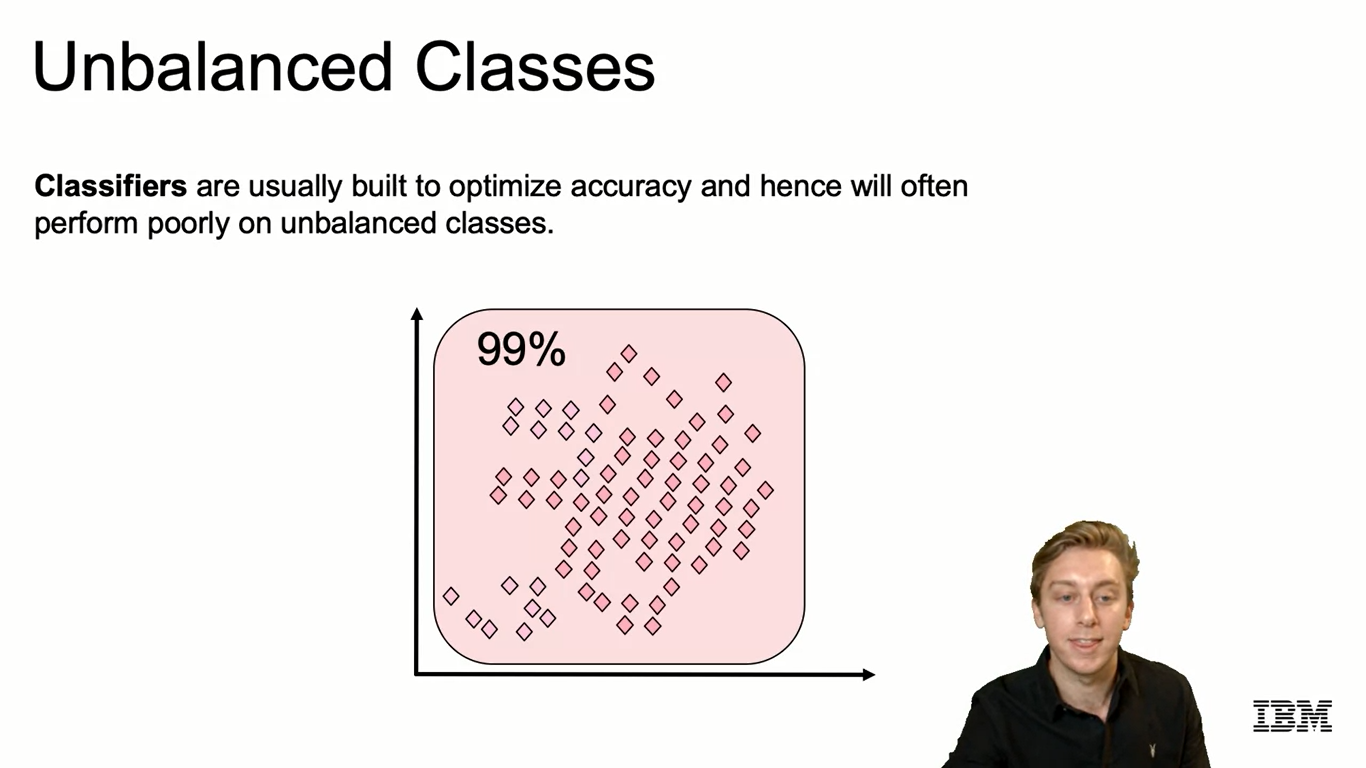 Unbalanced Classes
Classifiers are usually built to optimize accuracy and hence will often
perform poorly on unbalanced classes.
99%
IBM